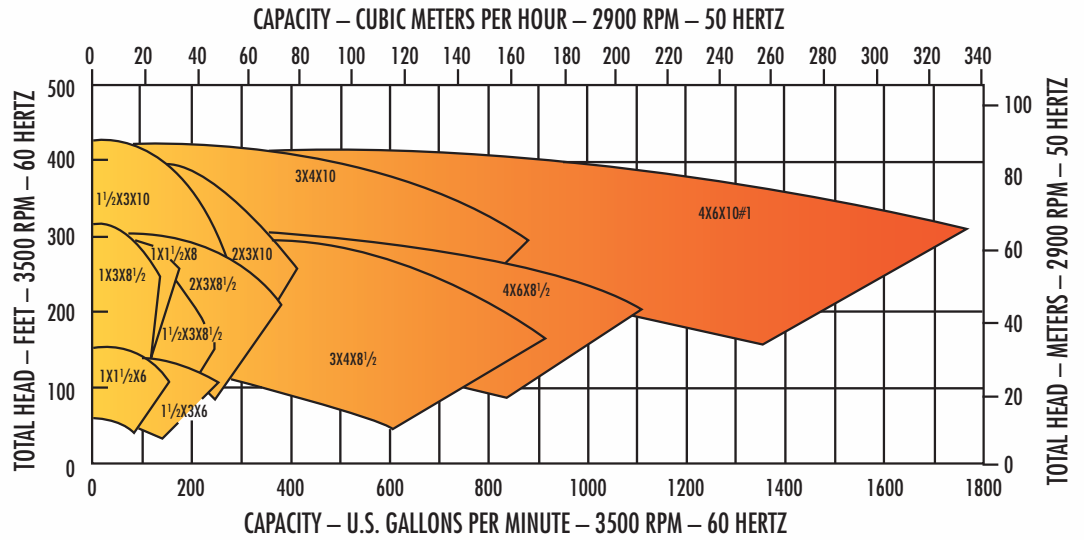 CAPACITY – CUBIC METERS PER HOUR – 2900 RPM – 50 HERTZ
0 20 40 60 80 100 120 140 160 180 200 220 240 260 280 300 320 340
TOTAL HEAD – FEET – 3500 RPM – 60 HERTZ
500
400
300
200
100
0
1½X3X10
3X4X10
4X6X10#1
1X1½X8
2X3X10
1X3X8½
2X3X8½
4X6X8½
1½X3X8½
3X4X8½
1X1½X6
1½X3X6
100
80
60
40
20
0
TOTAL HEAD – METERS – 2900 RPM – 50 HERTZ
0 200 400 600 800 1000 1200 1400 1600 1800
CAPACITY – U.S. GALLONS PER MINUTE – 3500 RPM – 60 HERTZ